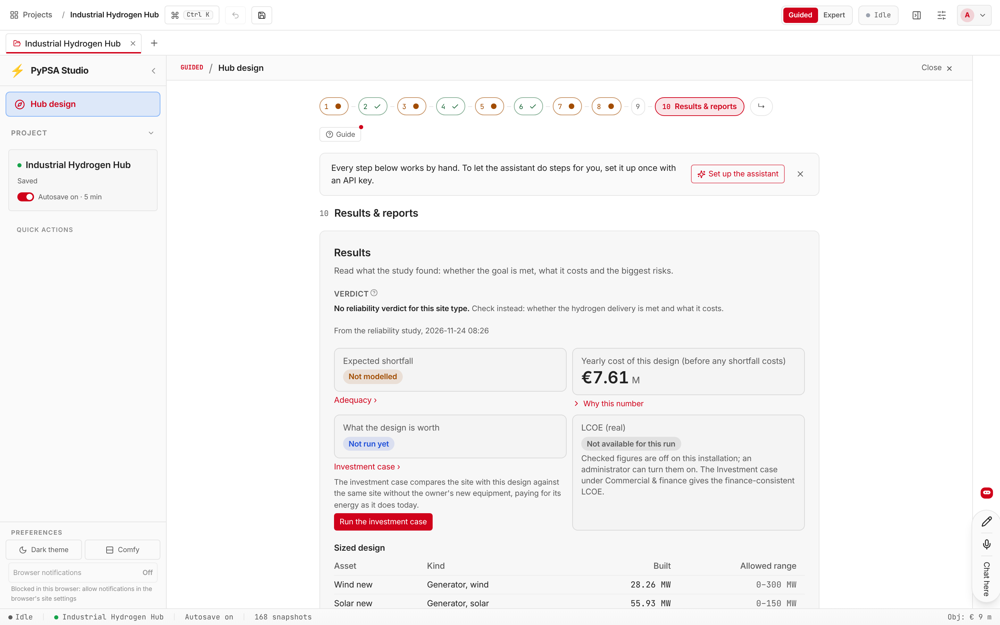 Projects / Industrial Hydrogen Hub ⌘ Ctrl K
Guided Expert Idle A
Industrial Hydrogen Hub × +
PyPSA Studio
GUIDED / Hub design Close ×
Hub design
1 2 3 4 5 6 7 8 9 10 Results & reports
PROJECT
Guide
Industrial Hydrogen Hub
Saved
Autosave on · 5 min
Every step below works by hand. To let the assistant do steps for you, set it up once with
an API key.
Set up the assistant
QUICK ACTIONS
10 Results & reports
Results
Read what the study found: whether the goal is met, what it costs and the biggest risks.
VERDICT
No reliability verdict for this site type. Check instead: whether the hydrogen delivery is met and what it costs.
From the reliability study, 2026-11-24 08:26
Expected shortfall
Not modelled
Adequacy ›
Yearly cost of this design (before any shortfall costs)
€7.61 M
Why this number
What the design is worth
Not run yet
Investment case ›
The investment case compares the site with this design against
the same site without the owner's new equipment, paying for its
energy as it does today.
Run the investment case
LCOE (real)
Not available for this run
Checked figures are off on this installation; an
administrator can turn them on. The Investment case
under Commercial & finance gives the finance-consistent
LCOE.
Sized design
Asset Kind Built Allowed range
Wind new Generator, wind 28.26 MW 0–300 MW
Solar new Generator, solar 55.93 MW 0–150 MW
PREFERENCES
Dark theme Comfy
Browser notifications Off
Blocked in this browser: allow notifications in the
browser's site settings
Chat here
Idle Industrial Hydrogen Hub Autosave on 168 snapshots Obj: € 9 m